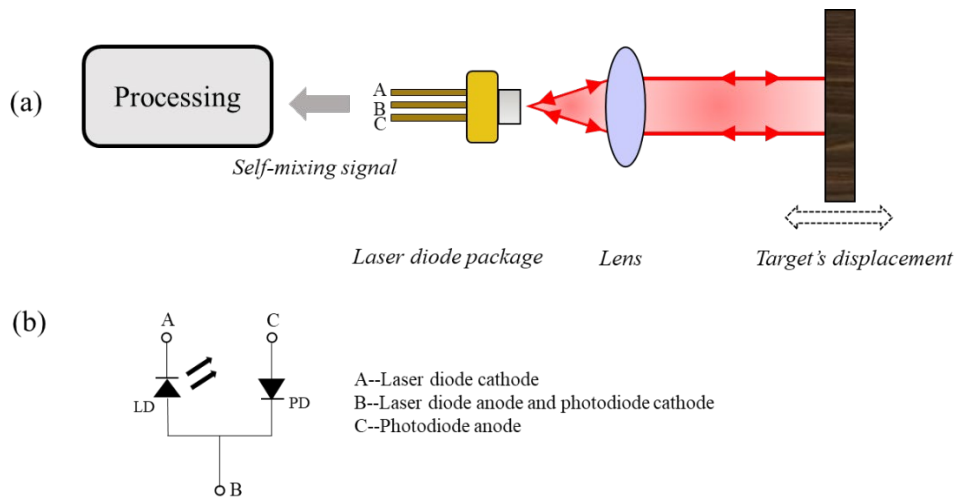 (a)
Processing
A
B
C
Self-mixing signal
Laser diode package
Lens
Target's displacement
(b)
A
C
LD
PD
B
A--Laser diode cathode
B--Laser diode anode and photodiode cathode
C--Photodiode anode